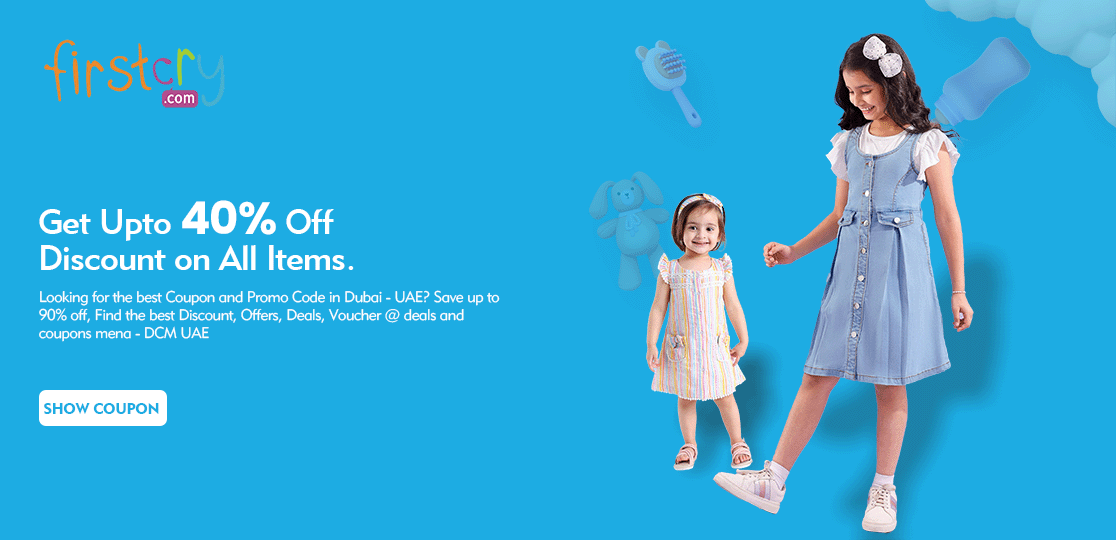 firstcry
.com
Get Upto 40% Off
Discount on All Items.
Looking for the best Coupon and Promo Code in Dubai - UAE? Save up to
90% off, Find the best Discount, Offers, Deals, Voucher @ deals and
coupons mena - DCM UAE
SHOW COUPON